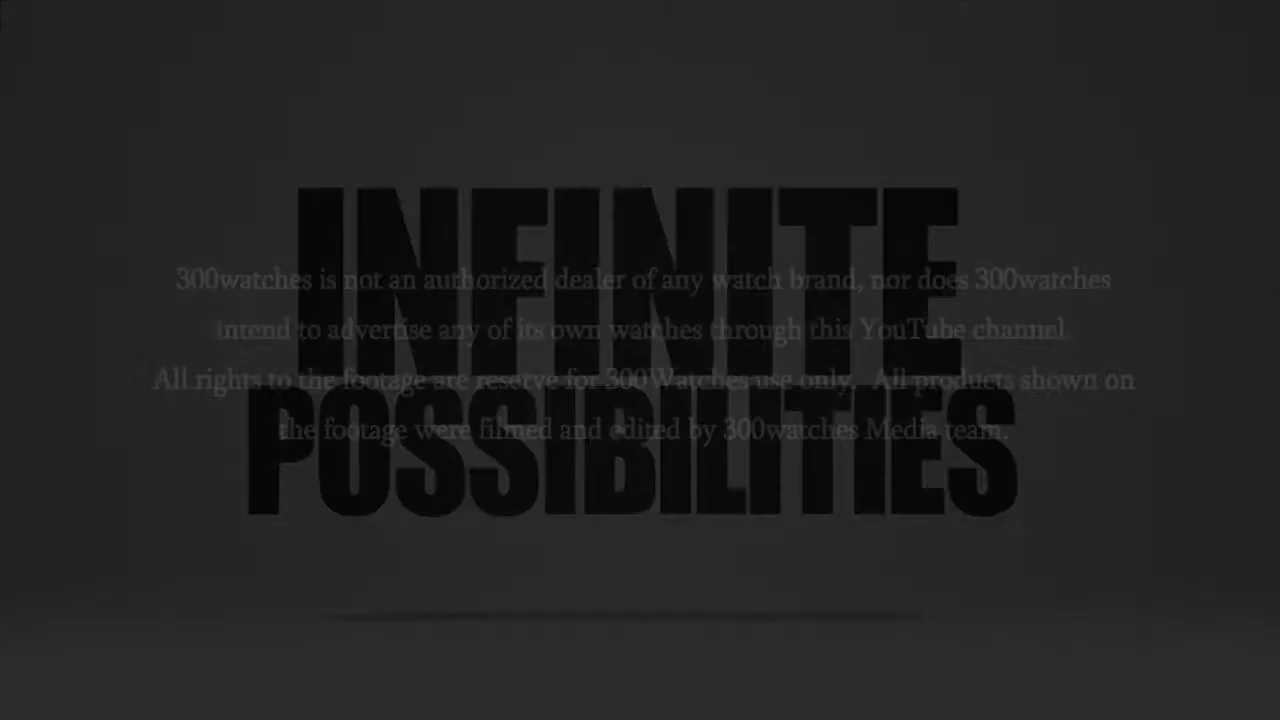 INFINITE
POSSIBILITIES
300watches is not an authorized dealer of any watch brand, nor does 300watches
intend to advertise any of its own watches through this YouTube channel.
All rights to the footage are reserve for 300Watches use only. All products shown on
the footage were filmed and edited by 300watches Media team.